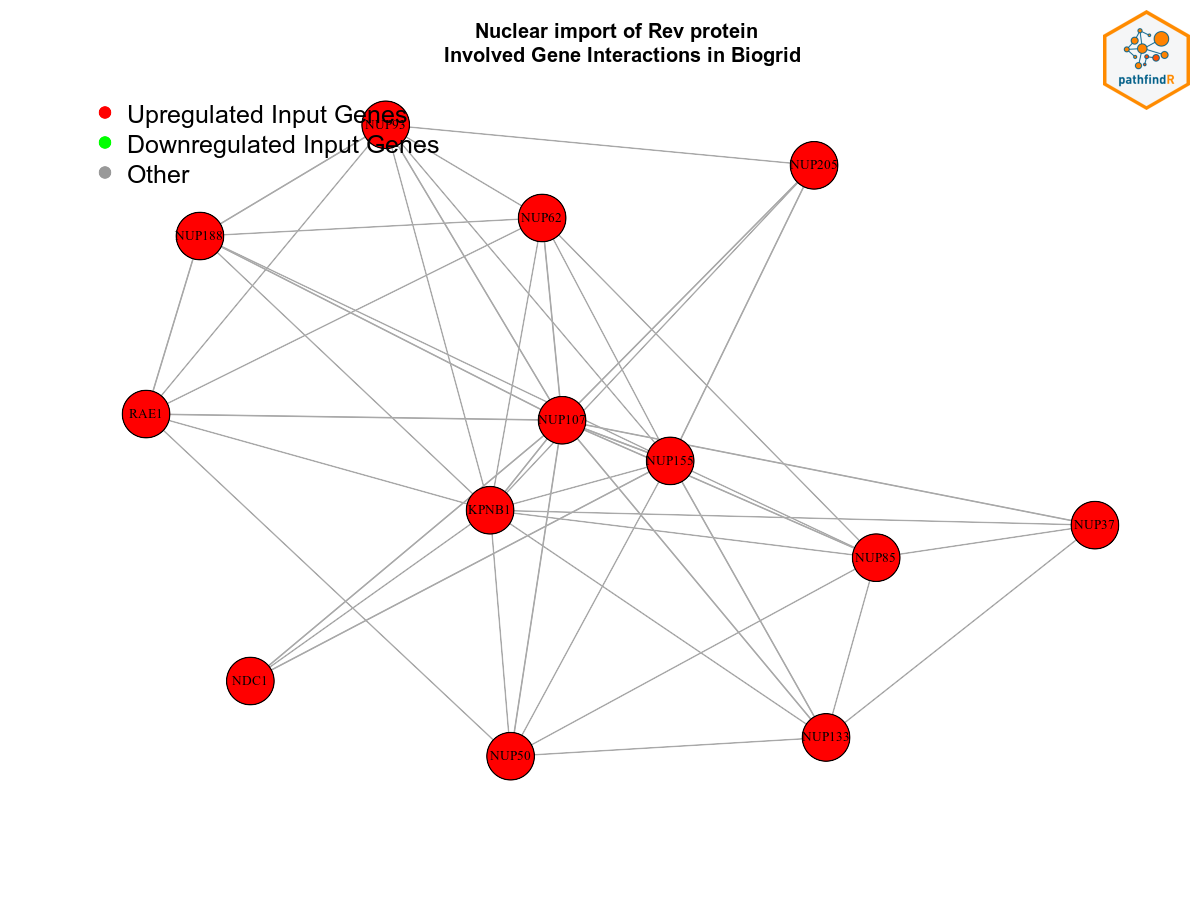 Nuclear import of Rev protein
Involved Gene Interactions in Biogrid
pathfindR
Upregulated Input Genes
Downregulated Input Genes
Other
NUP93
NUP205
NUP62
NUP188
RAE1
NUP107
NUP155
KPNB1
NUP37
NUP85
NDC1
NUP133
NUP50